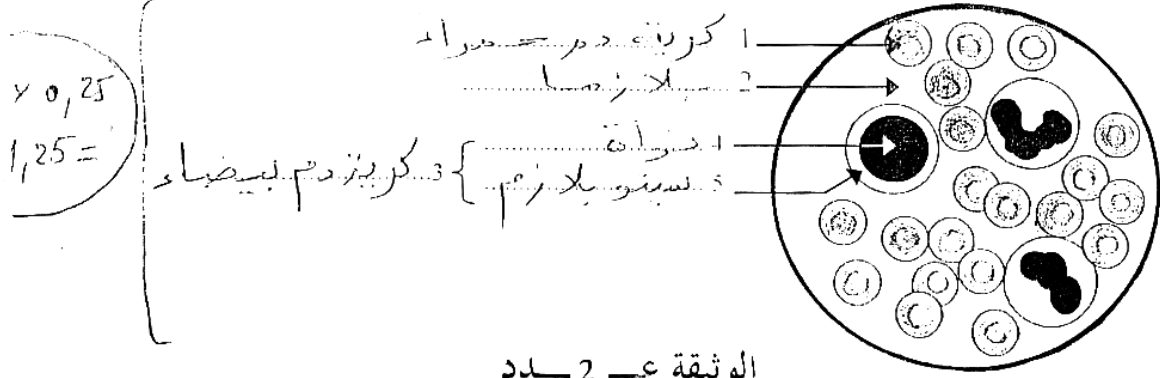 1 كرية دم حمراء
2 بلازما
4 نواة
5 سيتوبلازم
3 كرية دم بيضاء
× 0,25
1,25 =
الوثيقة عــ 2 ــدد